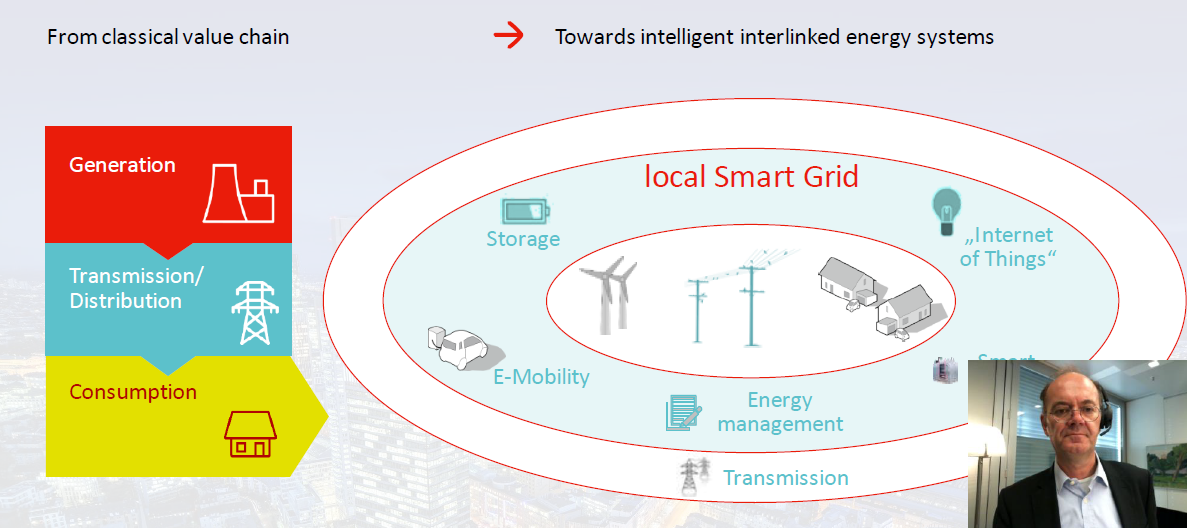 From classical value chain
Towards intelligent interlinked energy systems
Generation
Transmission/
Distribution
Consumption
local Smart Grid
Storage
„Internet
of Things“
E-Mobility
Smart
Energy
management
Transmission